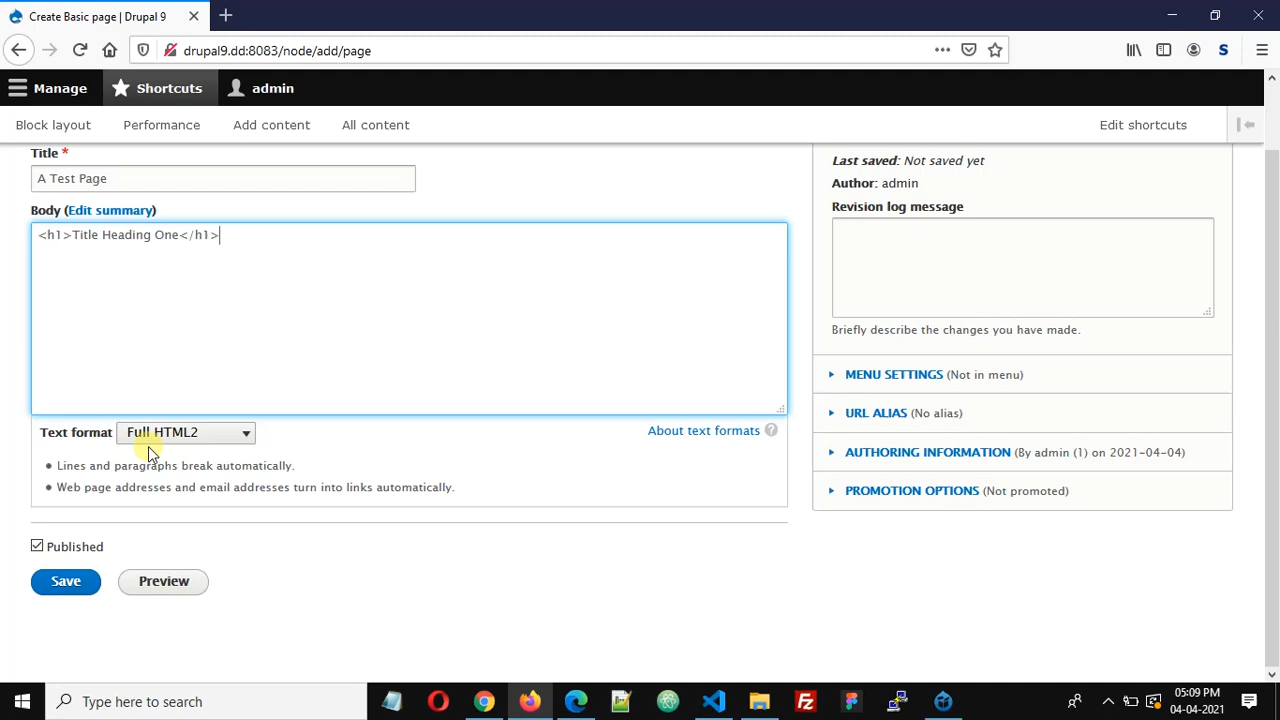 Create Basic page | Drupal 9
drupal9.dd:8083/node/add/page
S
Manage
Shortcuts
admin
Block layout
Performance
Add content
All content
Edit shortcuts
Title *
A Test Page
Body (Edit summary)
<h1>Title Heading One</h1>
Text format
Full HTML2
About text formats ?
Lines and paragraphs break automatically.
Web page addresses and email addresses turn into links automatically.
Published
Save
Preview
Last saved: Not saved yet
Author: admin
Revision log message
Briefly describe the changes you have made.
MENU SETTINGS (Not in menu)
URL ALIAS (No alias)
AUTHORING INFORMATION (By admin (1) on 2021-04-04)
PROMOTION OPTIONS (Not promoted)
Type here to search
05:09 PM
04-04-2021